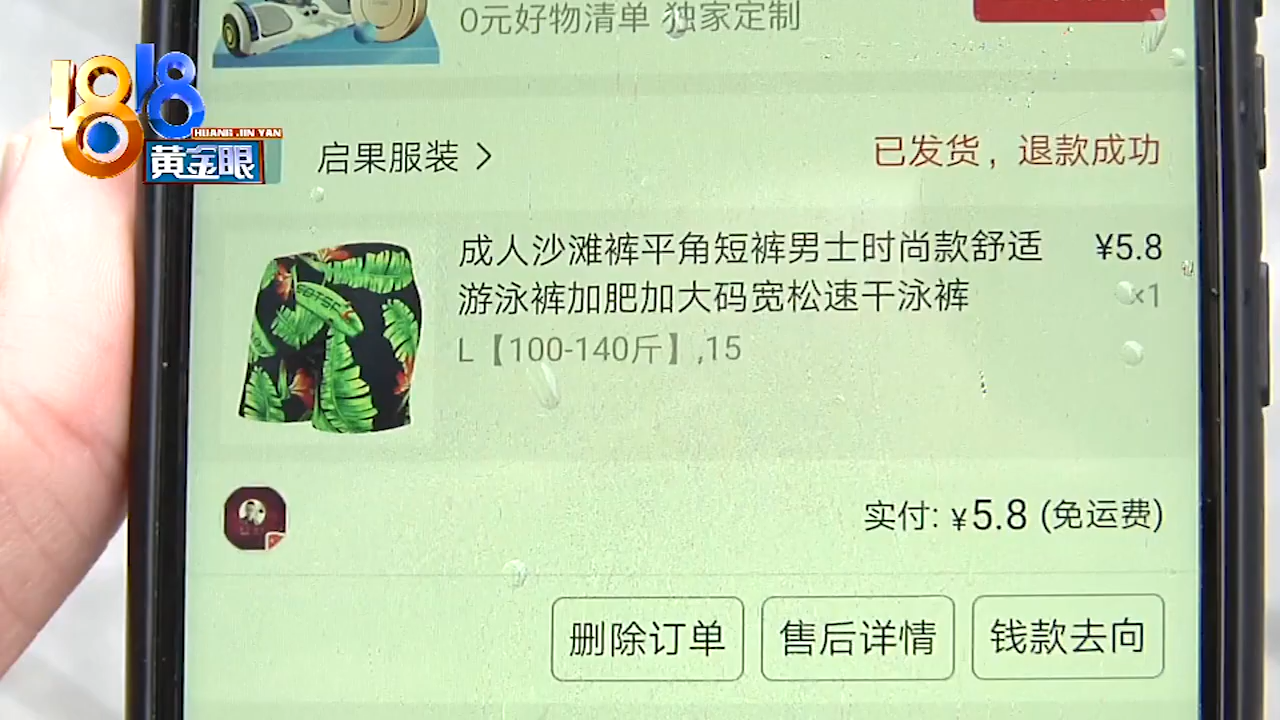 0元好物清单 独家定制
1818
HUANG JIN YAN
黄金眼
启果服装 >
已发货，退款成功
成人沙滩裤平角短裤男士时尚款舒适
¥5.8
游泳裤加肥加大码宽松速干泳裤
×1
L【100-140斤】,15
实付: ¥5.8 (免运费)
删除订单
售后详情
钱款去向